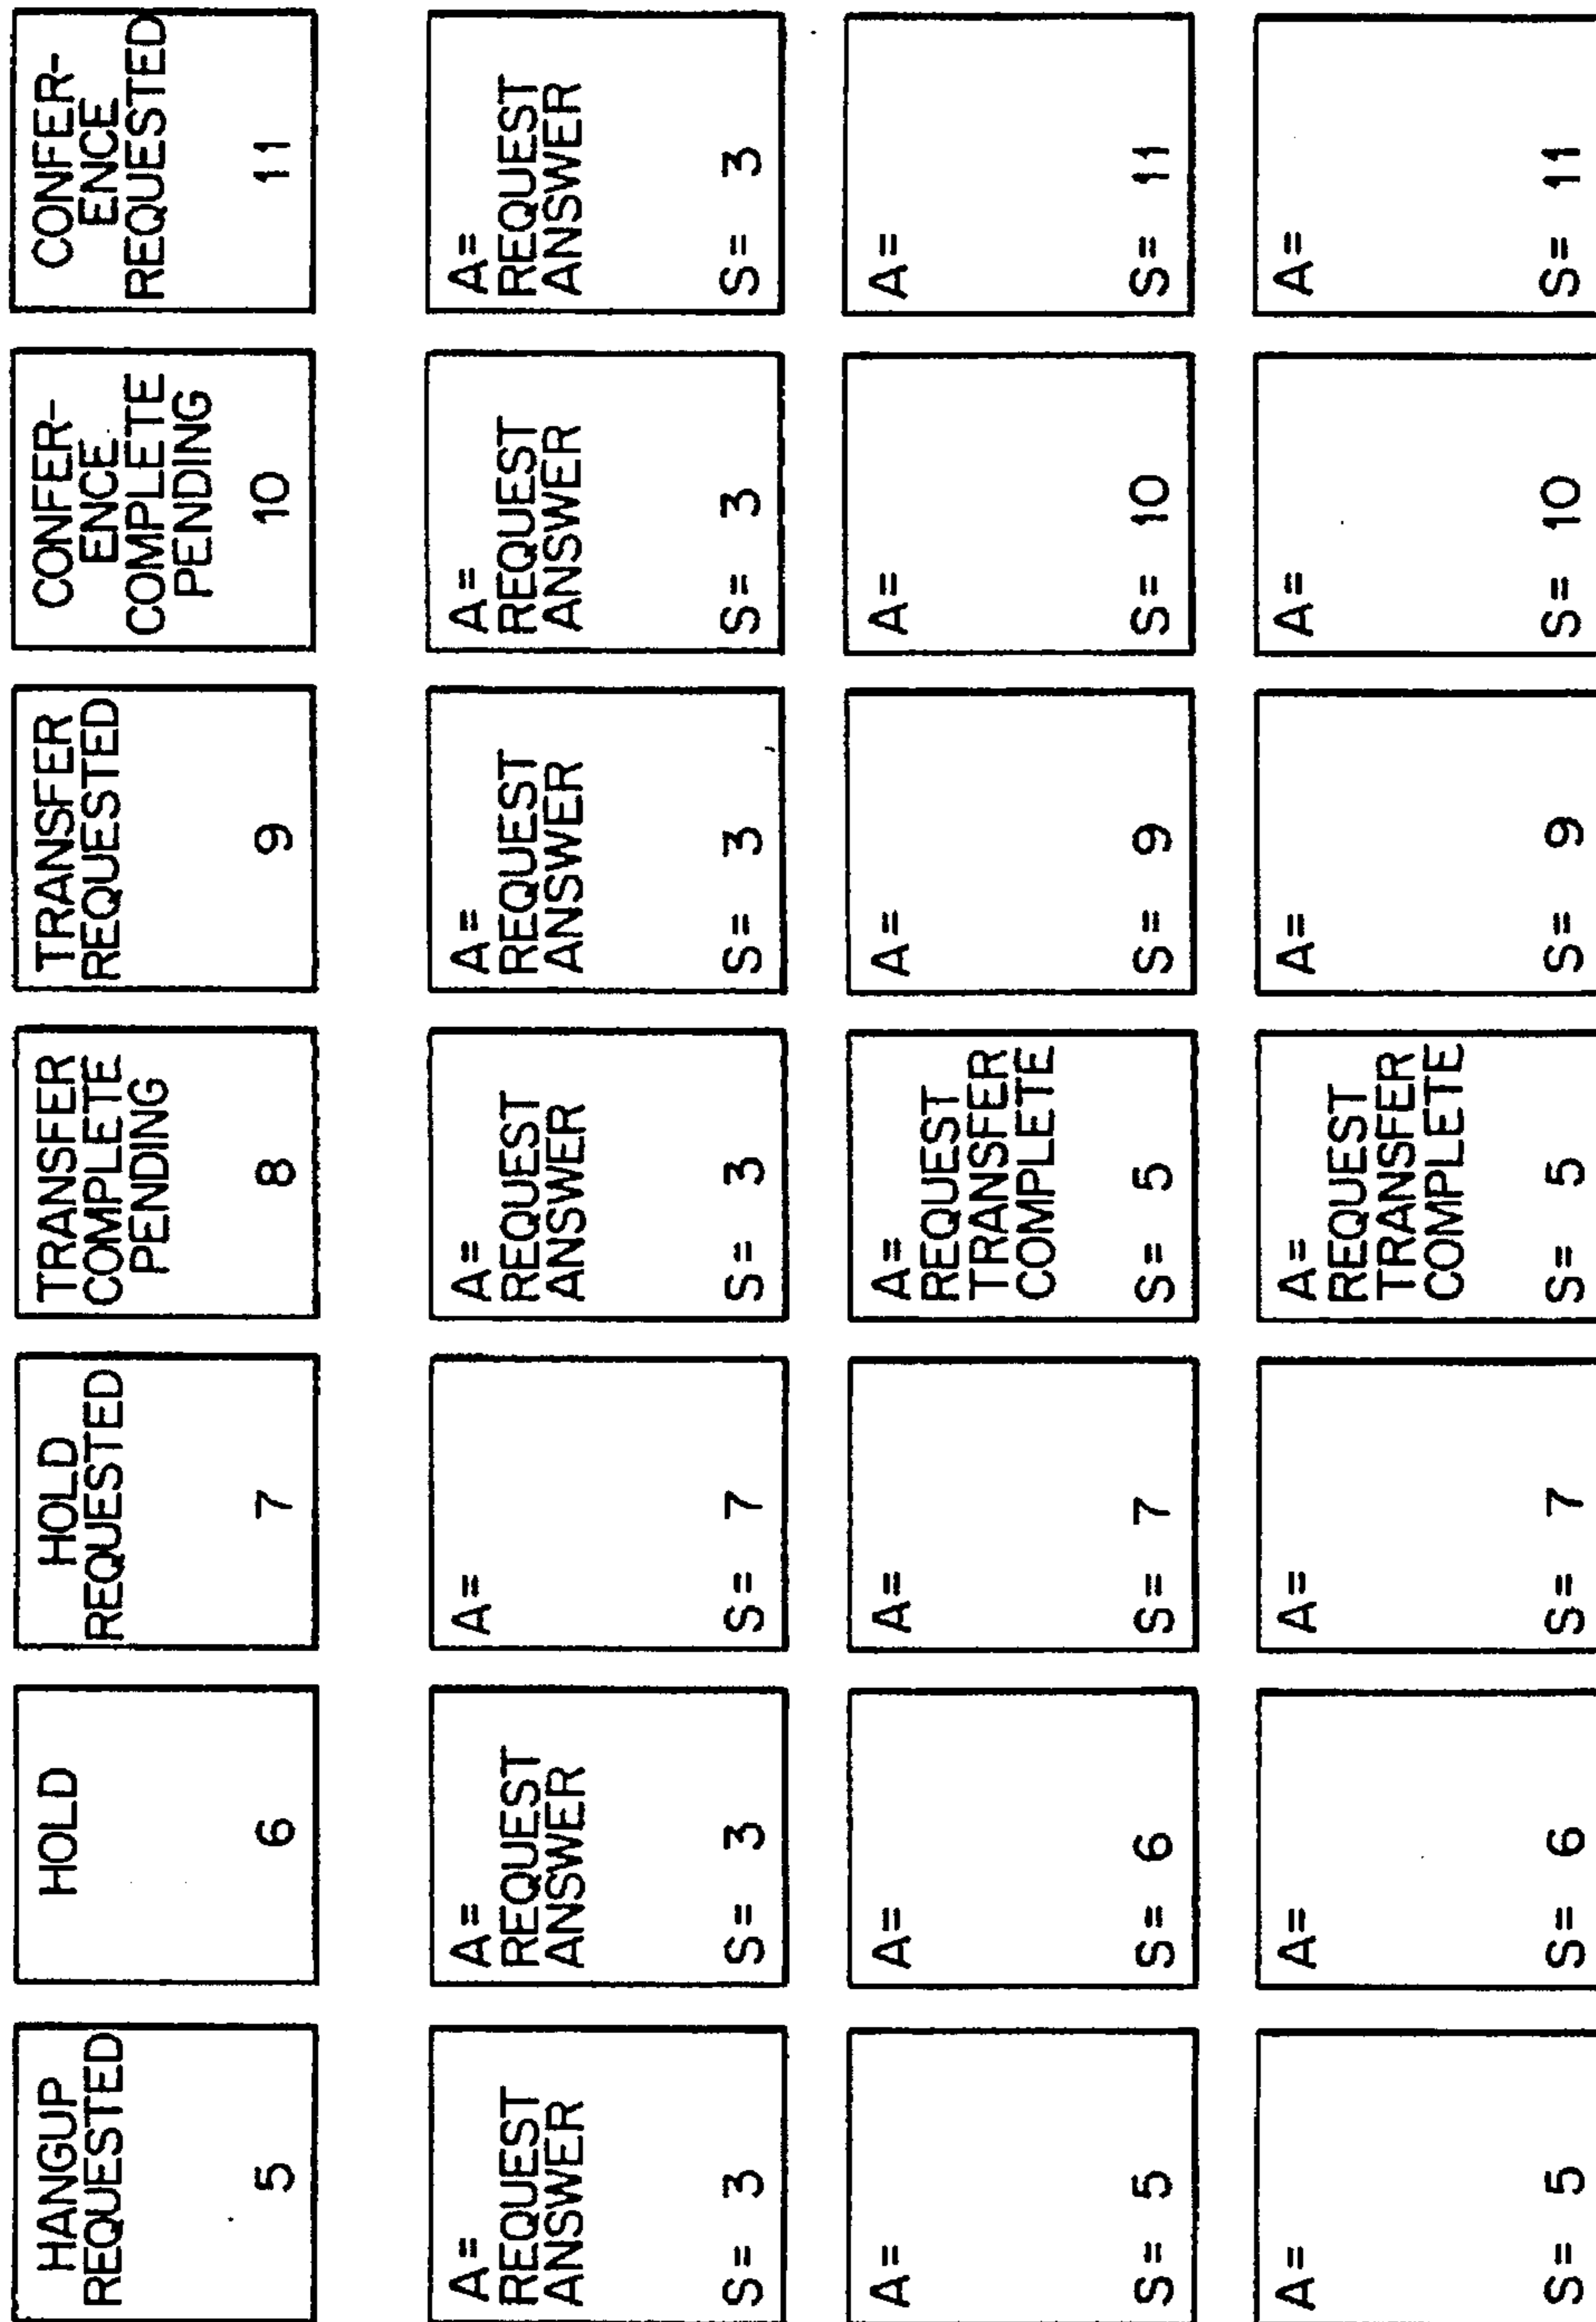 HANGUP
REQUESTED
5
HOLD
6
HOLD
REQUESTED
7
TRANSFER
COMPLETE
PENDING
8
TRANSFER
REQUESTED
9
CONFER-
ENCE
COMPLETE
PENDING
10
CONFER-
ENCE
REQUESTED
11
A=
REQUEST
ANSWER
S= 3
A=
REQUEST
ANSWER
S= 3
A=
S= 7
A=
REQUEST
ANSWER
S= 3
A=
REQUEST
ANSWER
S= 3
A=
REQUEST
ANSWER
S= 3
A=
REQUEST
ANSWER
S= 3
A=
S= 5
A=
S= 6
A=
S= 7
A=
REQUEST
TRANSFER
COMPLETE
S= 5
A=
S= 9
A=
S= 10
A=
S= 11
A=
S= 5
A=
S= 6
A=
S= 7
A=
REQUEST
TRANSFER
COMPLETE
S= 5
A=
S= 9
A=
S= 10
A=
S= 11